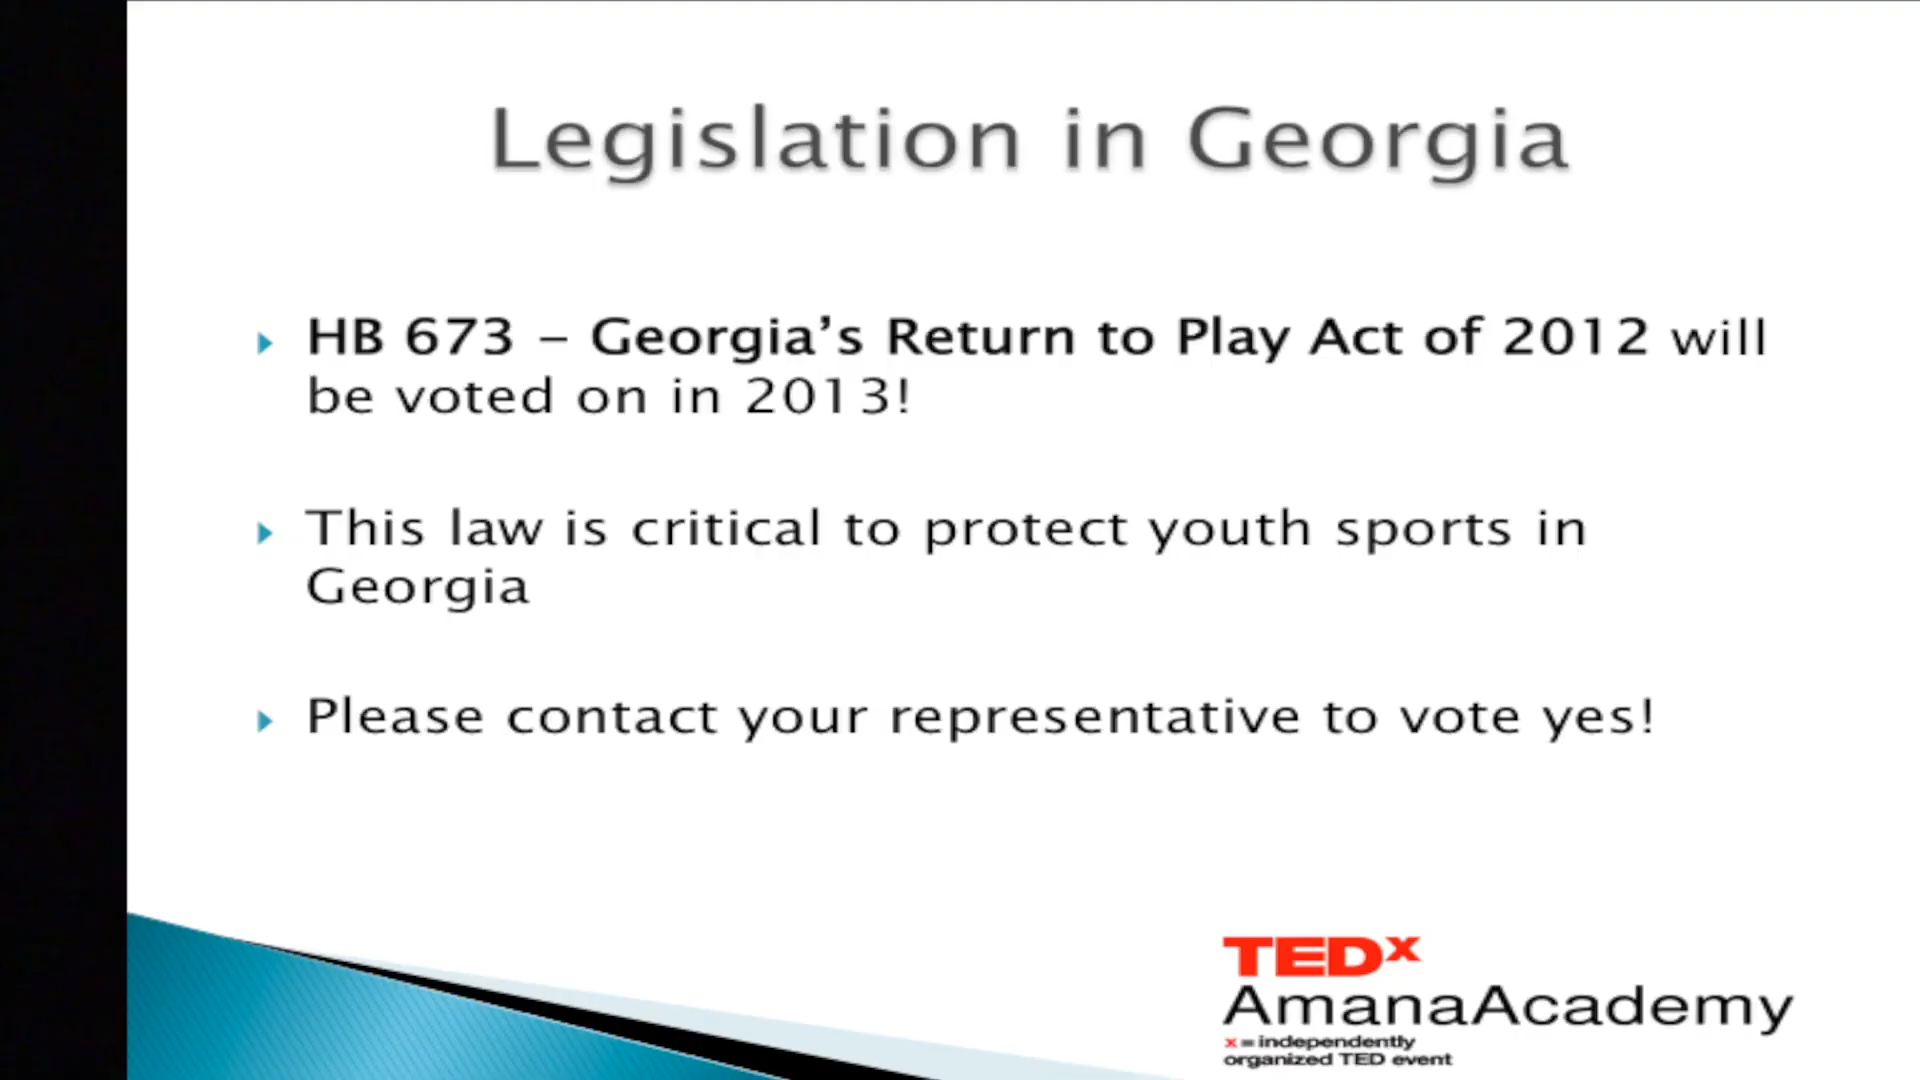 Legislation in Georgia
HB 673 – Georgia’s Return to Play Act of 2012 will
be voted on in 2013!
This law is critical to protect youth sports in
Georgia
Please contact your representative to vote yes!
TEDx
AmanaAcademy
x = independently
organized TED event